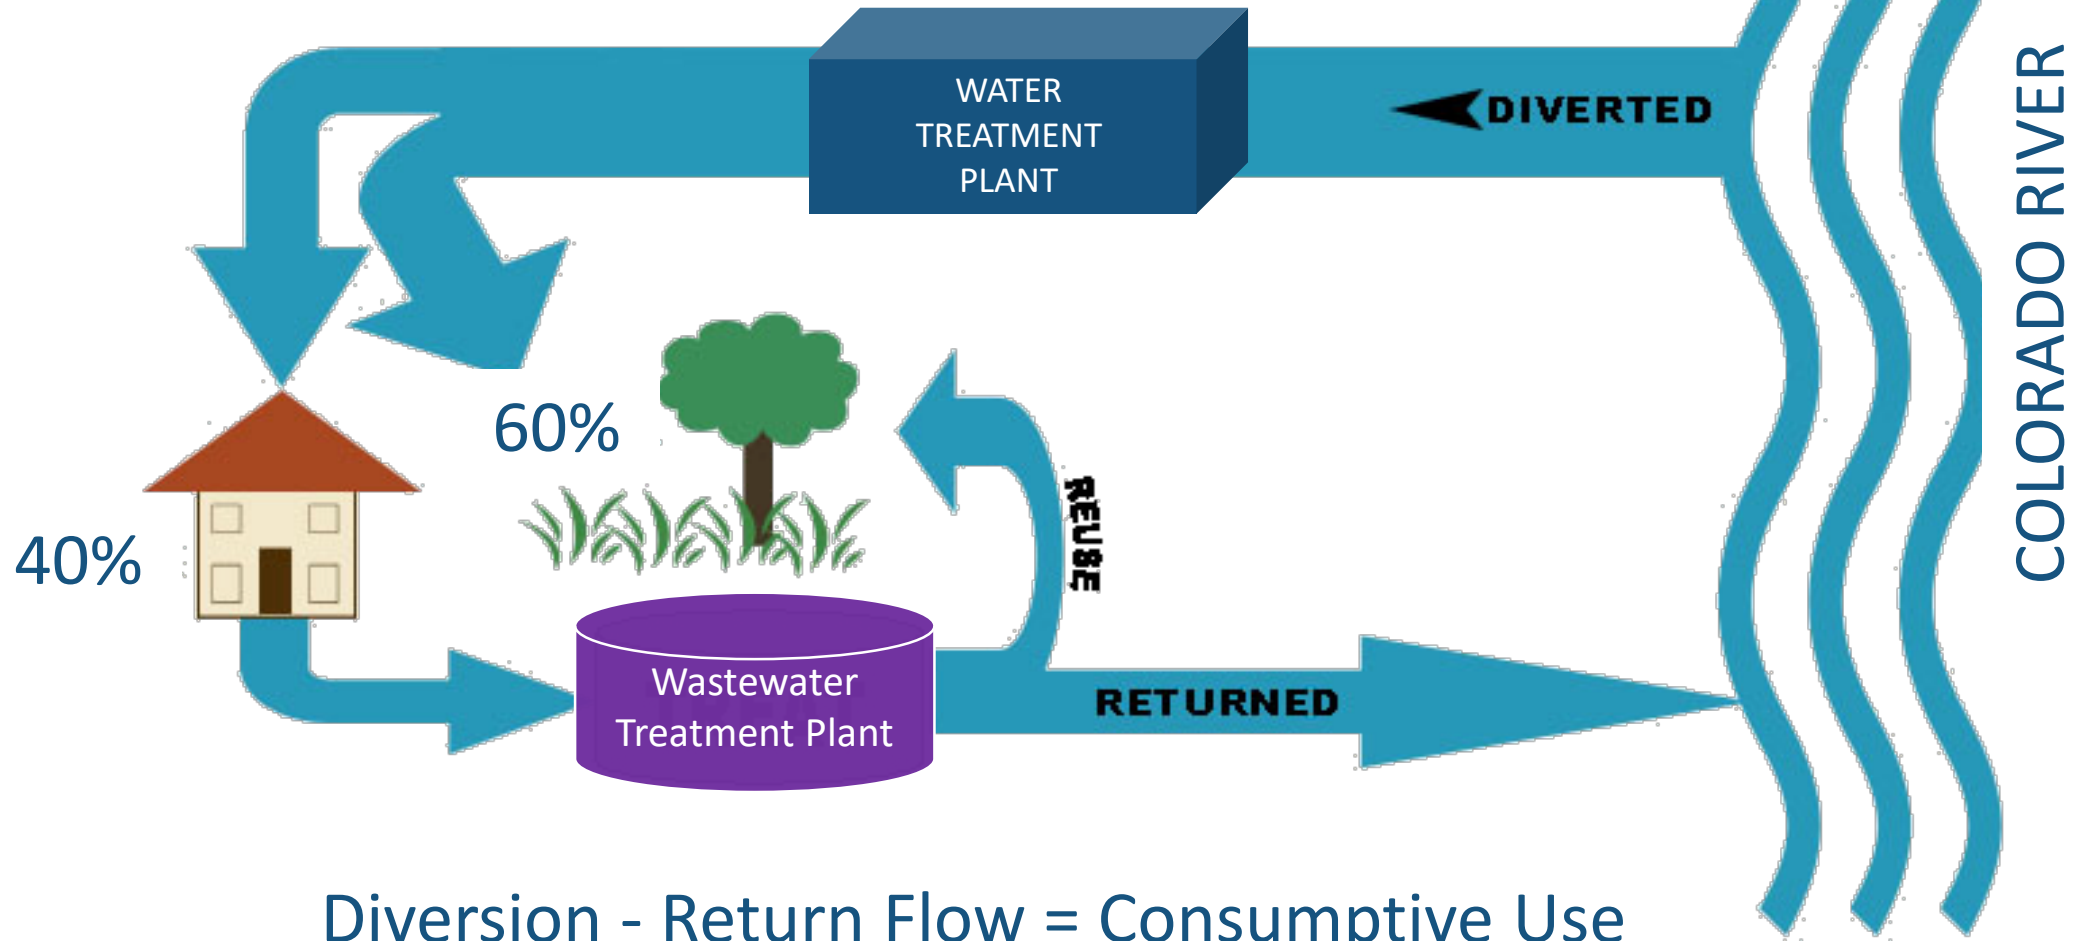 WATER
TREATMENT
PLANT
DIVERTED
COLORADO RIVER
60%
REUSE
40%
Wastewater
Treatment Plant
RETURNED
Diversion - Return Flow = Consumptive Use